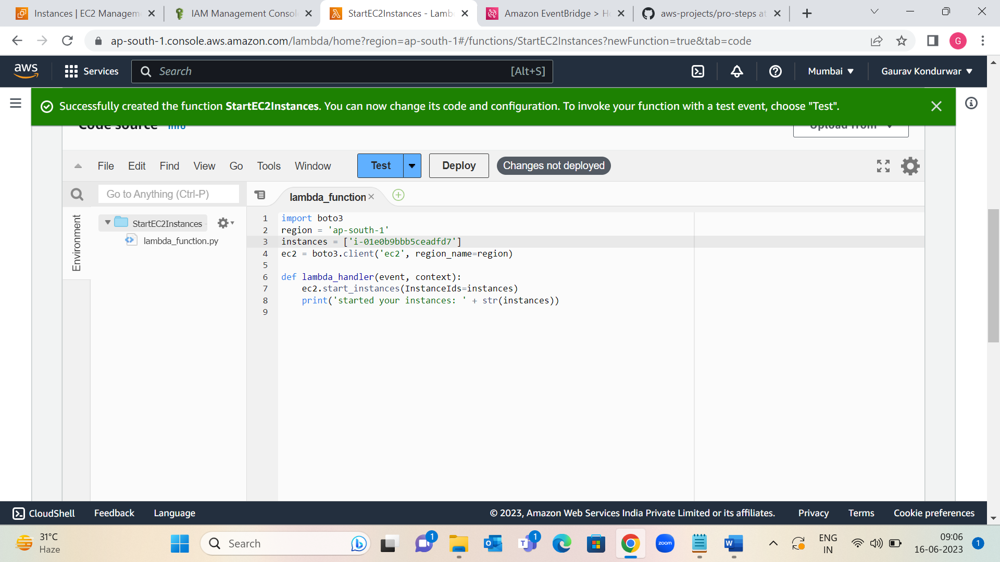 Instances | EC2 Managem
IAM Management Consol
StartEC2Instances - Lamb
Amazon EventBridge > H
aws-projects/pro-steps at
ap-south-1.console.aws.amazon.com/lambda/home?region=ap-south-1#/functions/StartEC2Instances?newFunction=true&tab=code
G
aws
Services
Search
[Alt+S]
Mumbai
Gaurav Kondurwar
Successfully created the function StartEC2Instances. You can now change its code and configuration. To invoke your function with a test event, choose "Test".
Code source Info
Upload from
File Edit Find View Go Tools Window
Test
Deploy
Changes not deployed
Go to Anything (Ctrl-P)
lambda_function
Environment
StartEC2Instances
lambda_function.py
1 import boto3
2 region = 'ap-south-1'
3 instances = ['i-01e0b9bbb5ceadfd7']
4 ec2 = boto3.client('ec2', region_name=region)
5
6 def lambda_handler(event, context):
7     ec2.start_instances(InstanceIds=instances)
8     print('started your instances: ' + str(instances))
9
CloudShell
Feedback
Language
© 2023, Amazon Web Services India Private Limited or its affiliates.
Privacy
Terms
Cookie preferences
31°C
Haze
Search
1
1
T
zoom
W
ENG
IN
09:06
16-06-2023
1